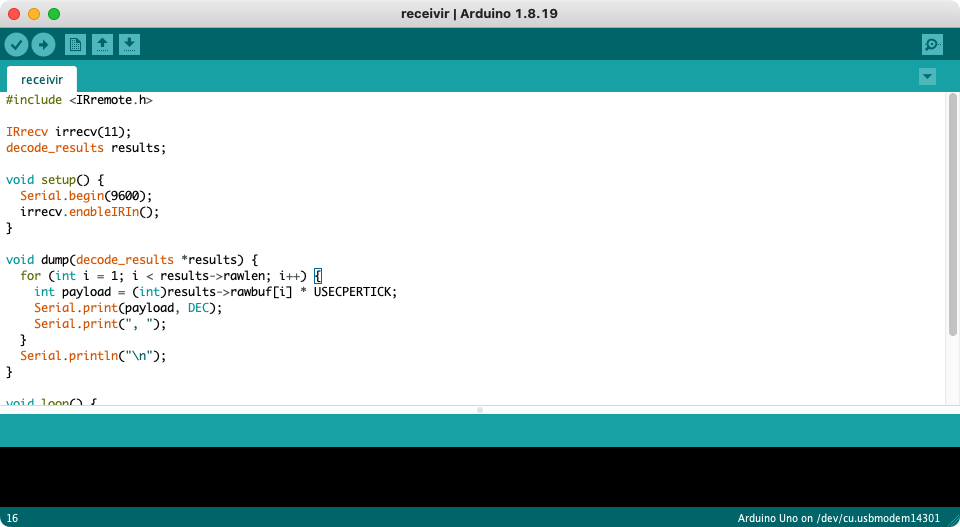 receivir | Arduino 1.8.19
receivir
#include <IRremote.h>
IRrecv irrecv(11);
decode_results results;
void setup() {
  Serial.begin(9600);
  irrecv.enableIRIn();
}
void dump(decode_results *results) {
  for (int i = 1; i < results->rawlen; i++) {
    int payload = (int)results->rawbuf[i] * USECPERTICK;
    Serial.print(payload, DEC);
    Serial.print(", ");
  }
  Serial.println("\n");
}
void loop() {
16
Arduino Uno on /dev/cu.usbmodem14301